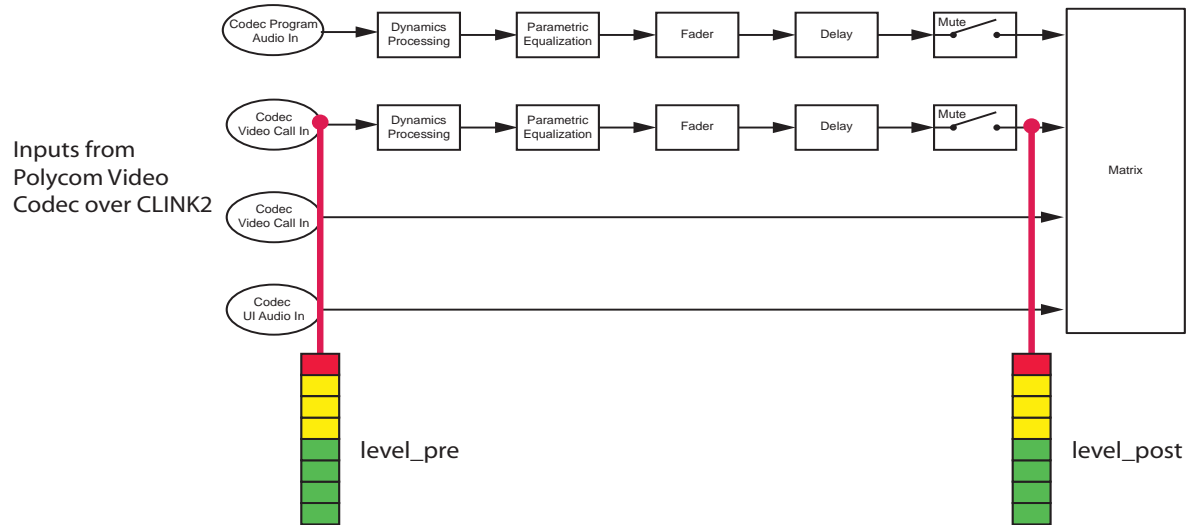 Codec Program
Audio In
Dynamics
Processing
Parametric
Equalization
Fader
Delay
Mute
Codec
Video Call In
Dynamics
Processing
Parametric
Equalization
Fader
Delay
Mute
Matrix
Inputs from
Polycom Video
Codec over CLINK2
Codec
Video Call In
Codec
UI Audio In
level_pre
level_post